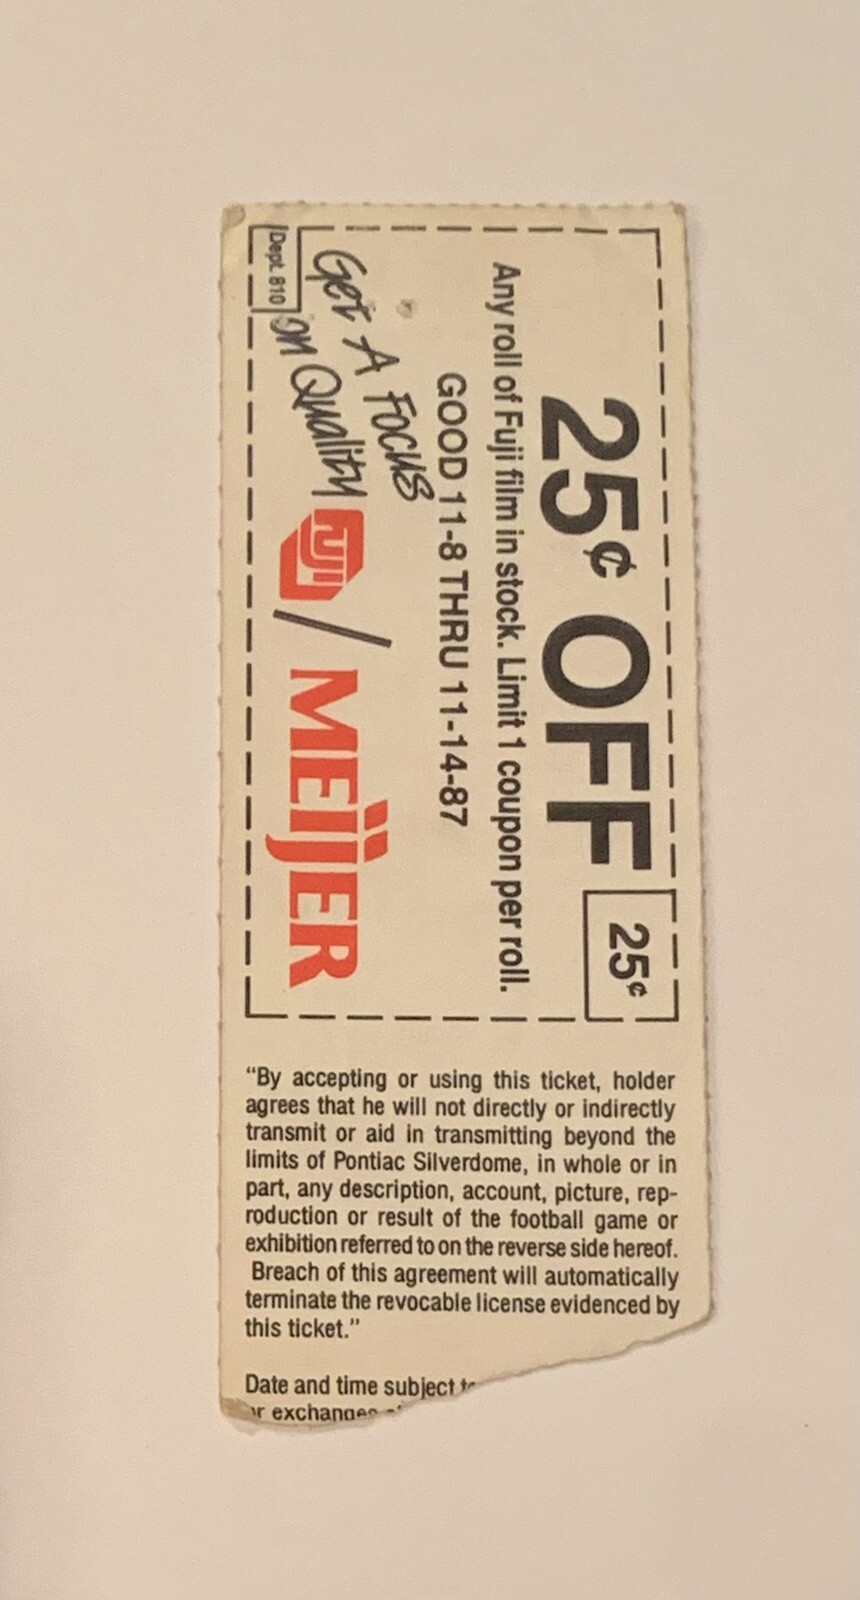 25¢ OFF
25¢
Any roll of Fuji film in stock. Limit 1 coupon per roll.
GOOD 11-8 THRU 11-14-87
Get A Focus
on Quality
FUJI / MEIJER
Dept. 810
"By accepting or using this ticket, holder
agrees that he will not directly or indirectly
transmit or aid in transmitting beyond the
limits of Pontiac Silverdome, in whole or in
part, any description, account, picture, rep-
roduction or result of the football game or
exhibition referred to on the reverse side hereof.
Breach of this agreement will automatically
terminate the revocable license evidenced by
this ticket."
Date and time subject
exchanges